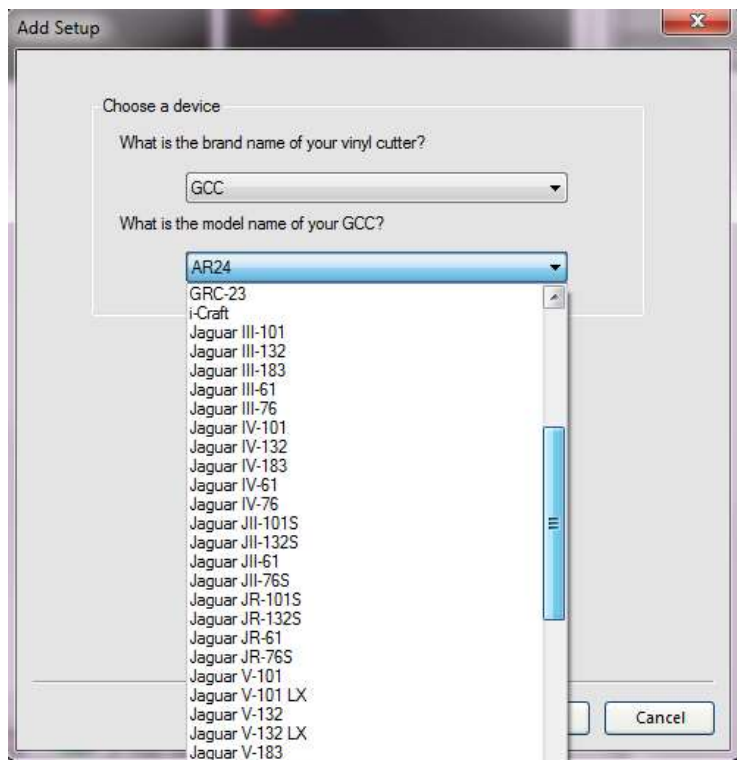 Add Setup
Choose a device
What is the brand name of your vinyl cutter?
GCC
What is the model name of your GCC?
AR24
GRC-23
i-Craft
Jaguar III-101
Jaguar III-132
Jaguar III-183
Jaguar III-61
Jaguar III-76
Jaguar IV-101
Jaguar IV-132
Jaguar IV-183
Jaguar IV-61
Jaguar IV-76
Jaguar JII-101S
Jaguar JII-132S
Jaguar JII-61
Jaguar JII-76S
Jaguar JR-101S
Jaguar JR-132S
Jaguar JR-61
Jaguar JR-76S
Jaguar V-101
Jaguar V-101 LX
Jaguar V-132
Jaguar V-132 LX
Jaguar V-183
Cancel